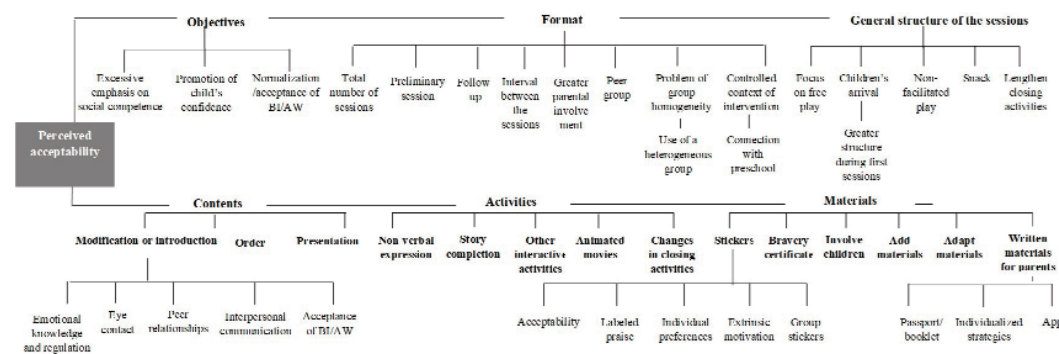 Objectives
Format
General structure of the sessions
Excessive
emphasis on
social competence
Promotion of
child's
confidence
Normalization
/acceptance of
BI/AW
Total
number of
sessions
Preliminary
session
Follow
up
Interval
between
the
sessions
Greater
parental
involve
ment
Peer
group
Problem of
group
homogeneity
Controlled
context of
intervention
Focus
on free
play
Children's
arrival
Non-
facilitated
play
Snack
Lengthen
closing
activities
Use of a
heterogeneous
group
Connection
with
preschool
Greater
structure
during first
sessions
Perceived
acceptability
Contents
Activities
Materials
Modification or introduction
Order
Presentation
Non verbal
expression
Story
completion
Other
interactive
activities
Animated
movies
Changes
in closing
activities
Stickers
Bravery
certificate
Involve
children
Add
materials
Adapt
materials
Written
materials
for parents
Emotional
knowledge
and regulation
Eye
contact
Peer
relationships
Interpersonal
communication
Acceptance
of BI/AW
Acceptability
Labeled
praise
Individual
preferences
Extrinsic
motivation
Group
stickers
Passport/
booklet
Individualized
strategies
App